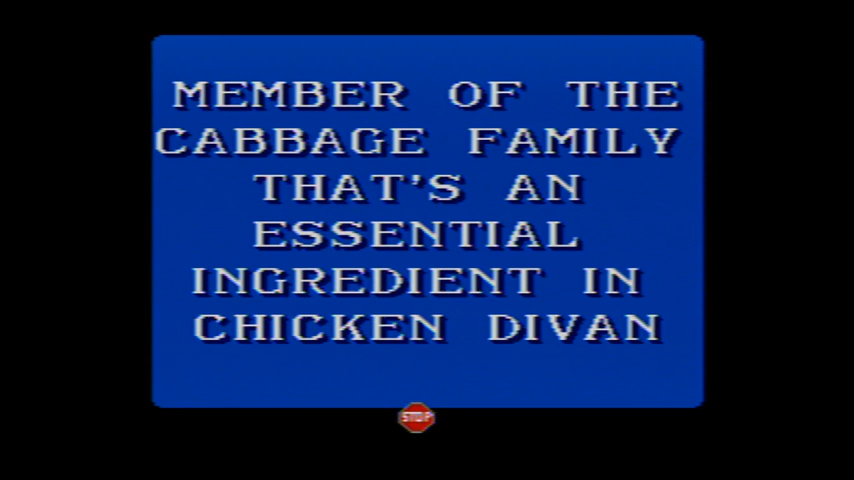 MEMBER OF THE
CABBAGE FAMILY
THAT'S AN
ESSENTIAL
INGREDIENT IN
CHICKEN DIVAN
STOP